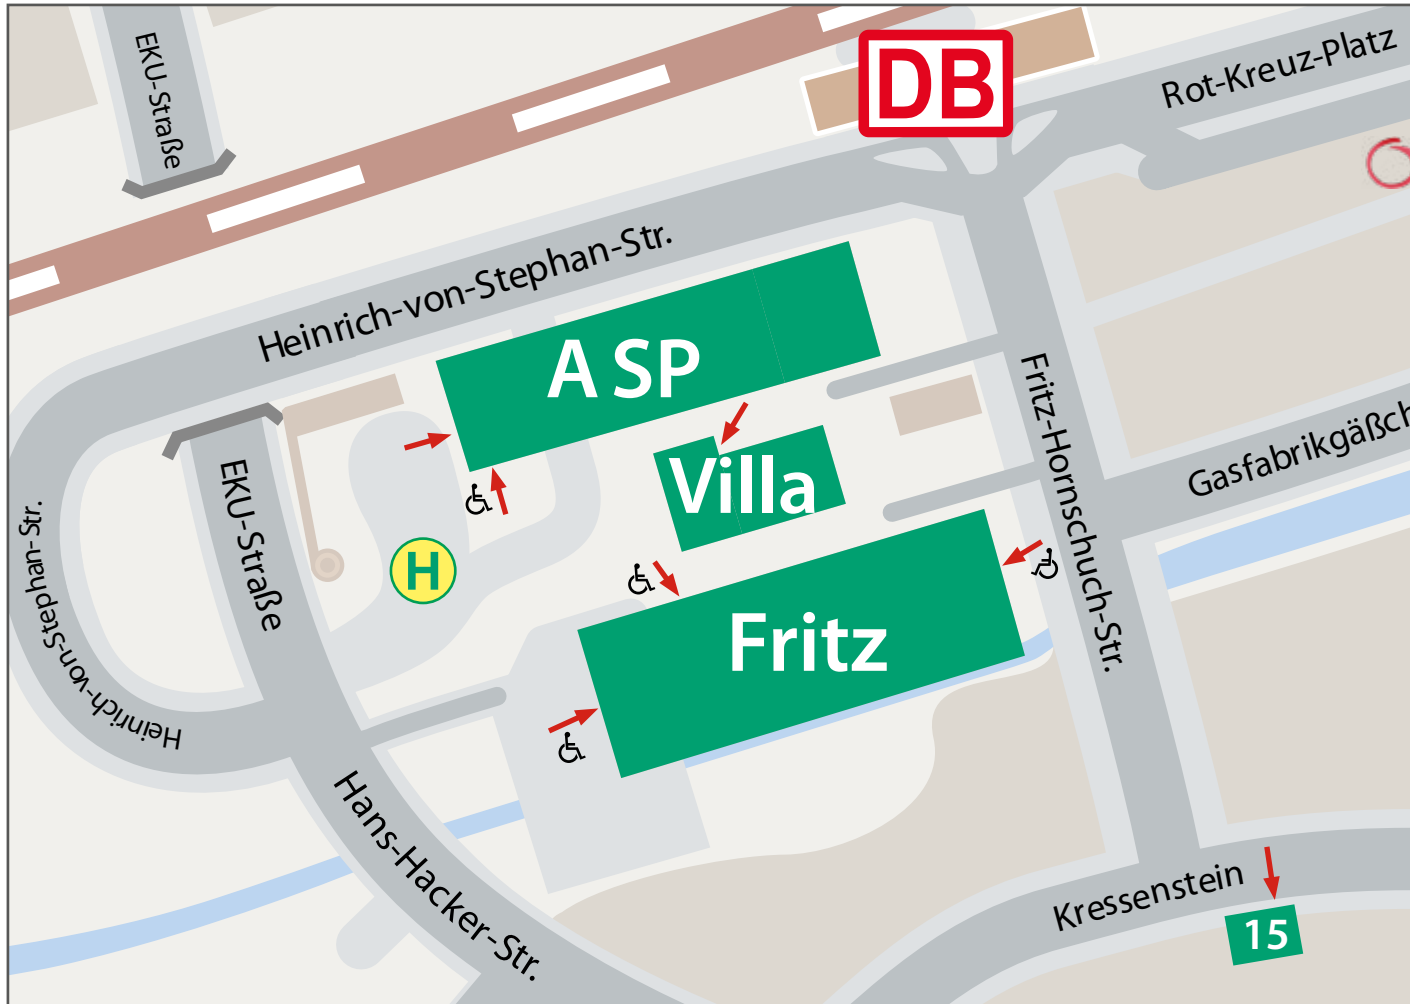 EKU-Straße
DB
Rot-Kreuz-Platz
Heinrich-von-Stephan-Str.
A SP
Fritz-Hornschuch-Str.
Gasfabrikgäßch
Villa
EKU-Straße
Heinrich-von-Stephan-Str.
H
Fritz
Hans-Hacker-Str.
Kressenstein
15